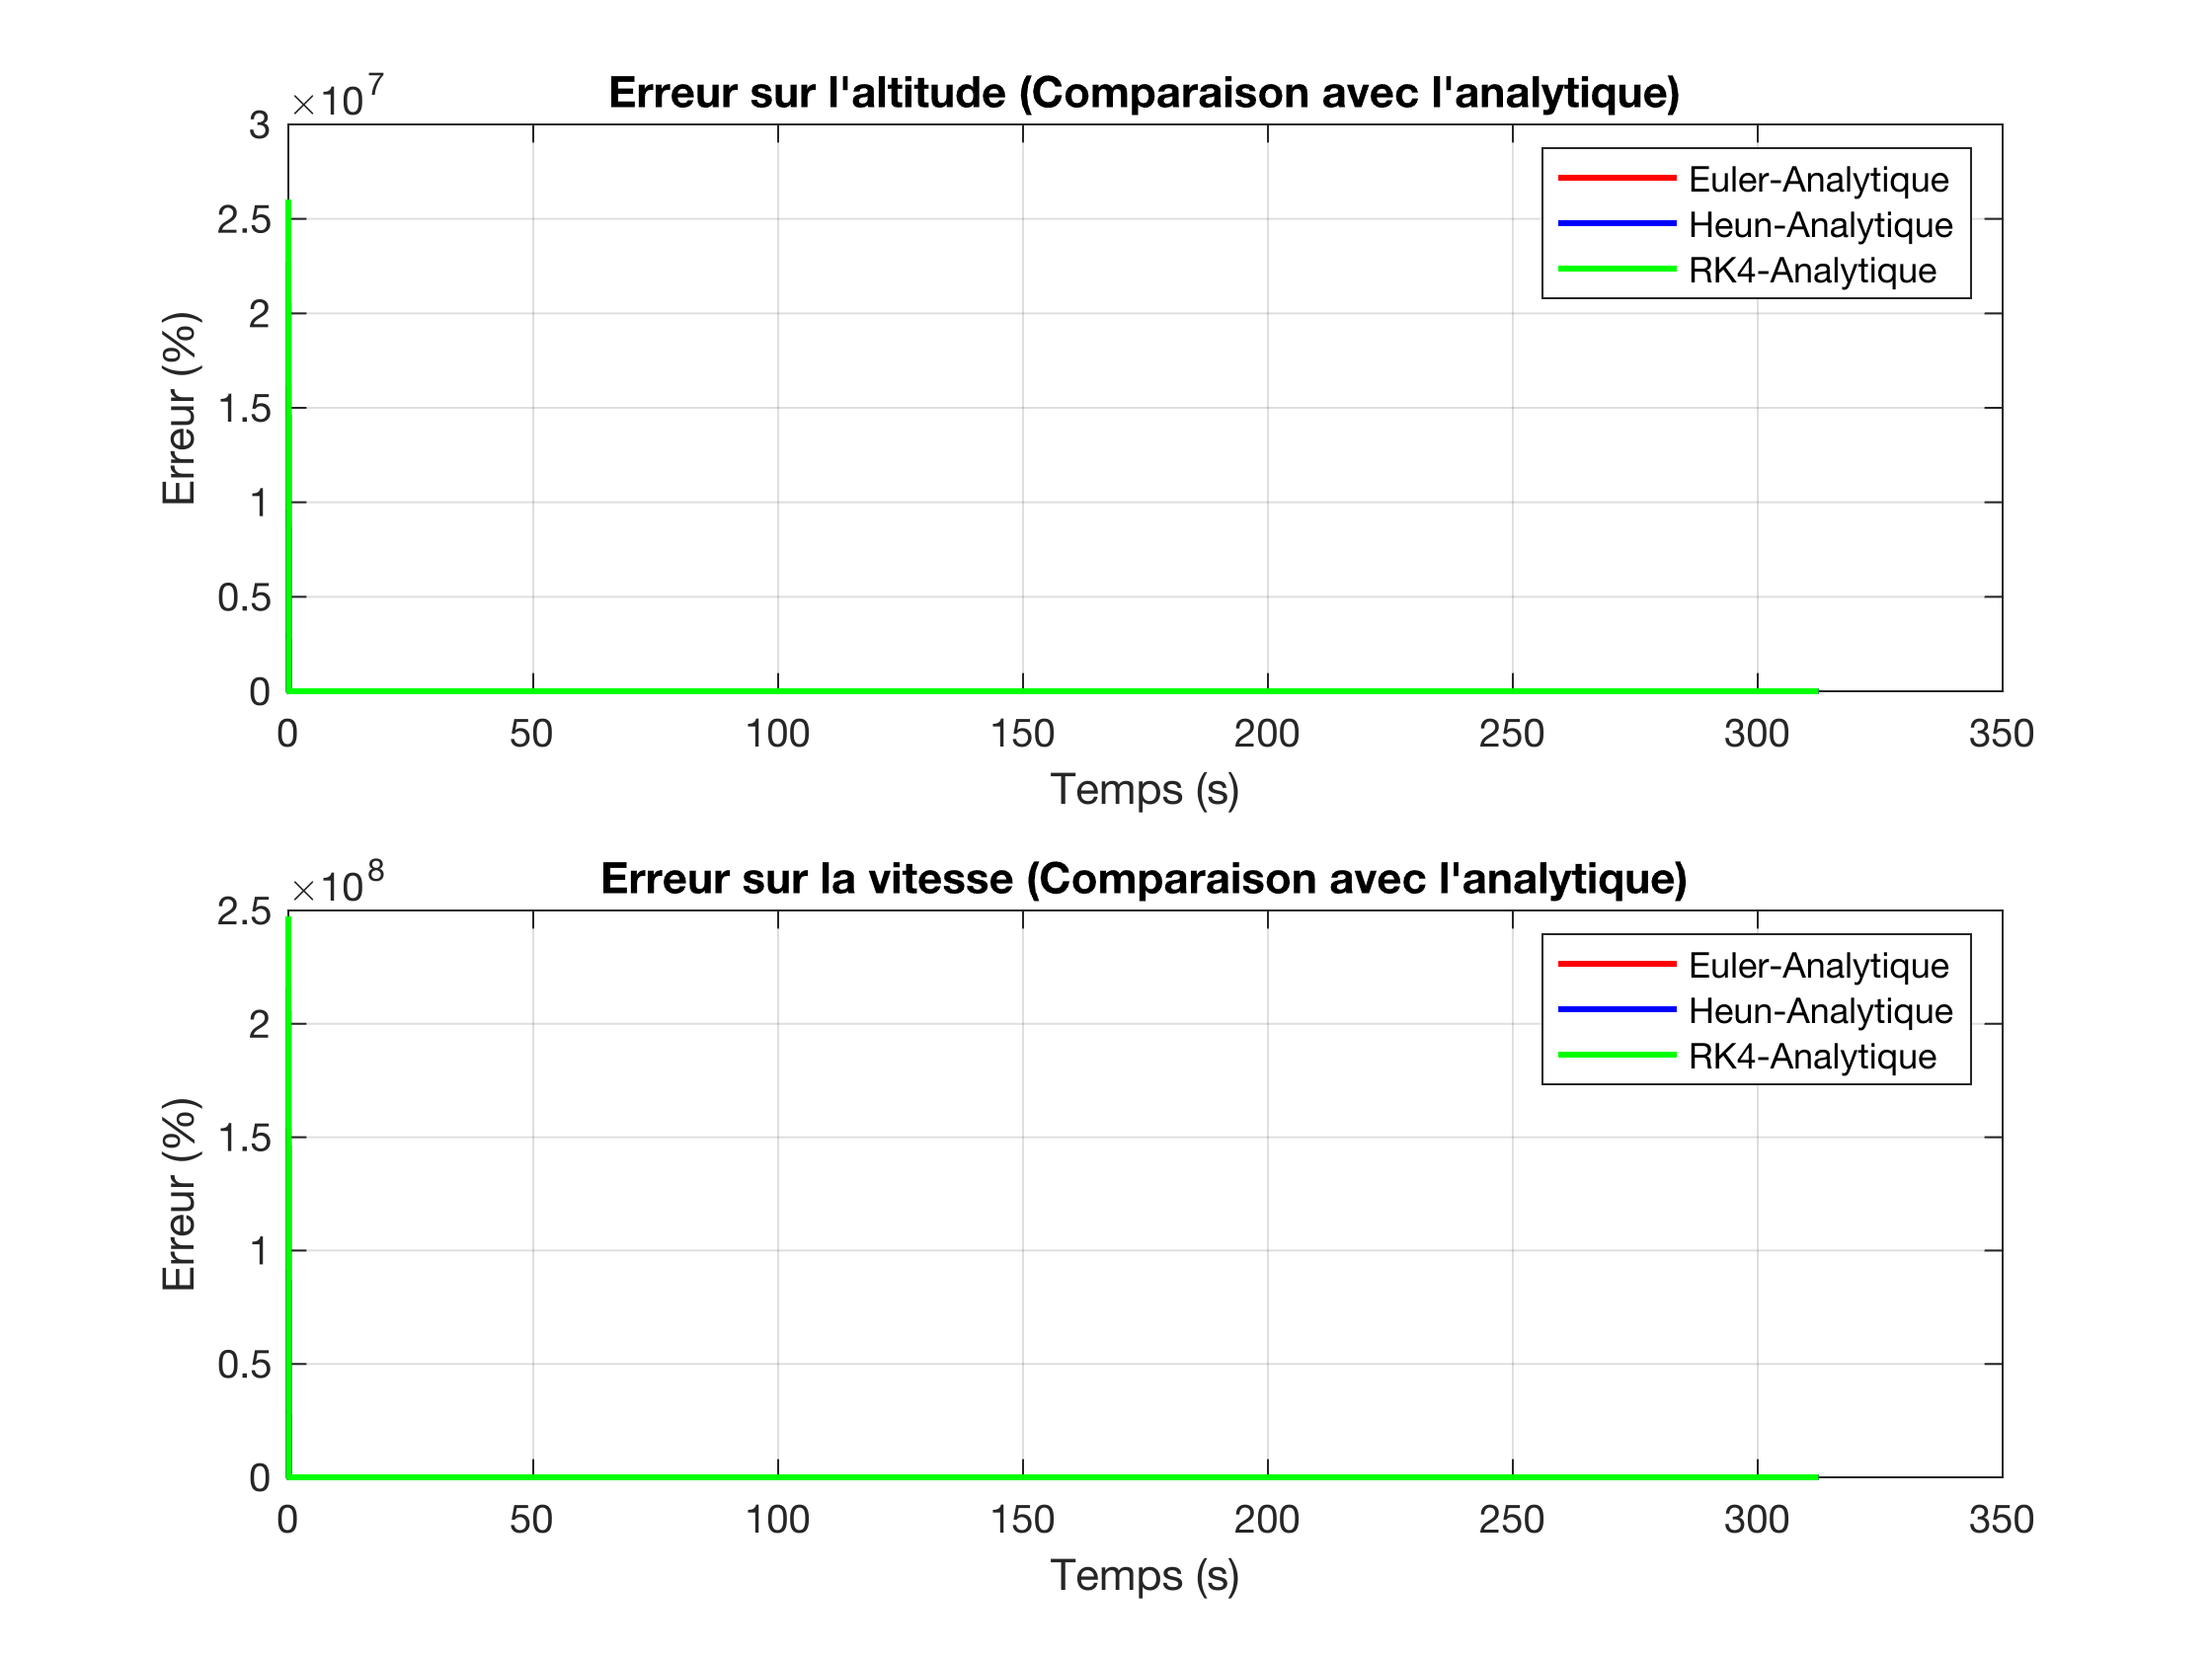 Erreur sur l'altitude (Comparaison avec l'analytique)
×10^7
3
2.5
2
1.5
1
0.5
0
Erreur (%)
Euler-Analytique
Heun-Analytique
RK4-Analytique
0 50 100 150 200 250 300 350
Temps (s)
Erreur sur la vitesse (Comparaison avec l'analytique)
×10^8
2.5
2
1.5
1
0.5
0
Erreur (%)
Euler-Analytique
Heun-Analytique
RK4-Analytique
0 50 100 150 200 250 300 350
Temps (s)